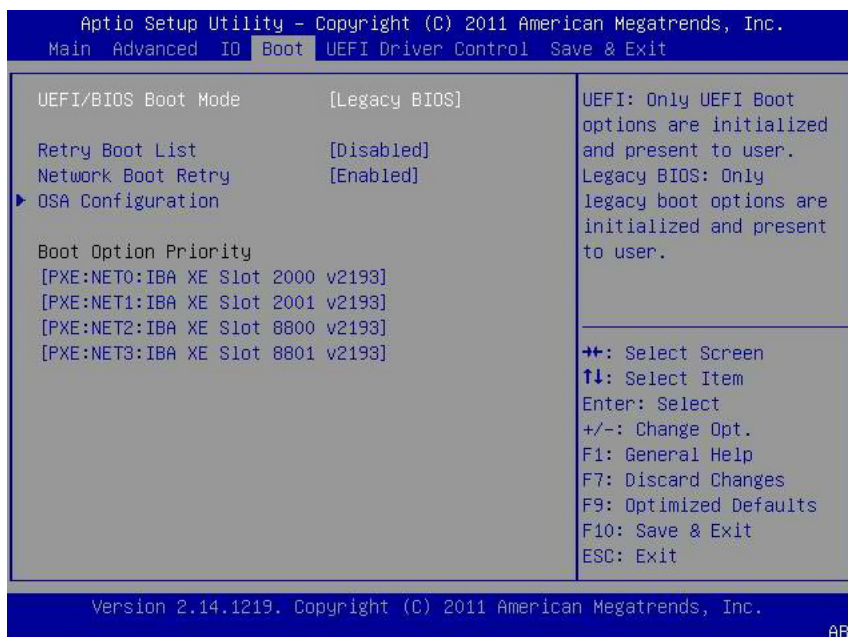 Aptio Setup Utility – Copyright (C) 2011 American Megatrends, Inc.
Main Advanced IO Boot UEFI Driver Control Save & Exit
UEFI/BIOS Boot Mode [Legacy BIOS]
Retry Boot List [Disabled]
Network Boot Retry [Enabled]
▶ OSA Configuration
Boot Option Priority
[PXE:NET0:IBA XE Slot 2000 v2193]
[PXE:NET1:IBA XE Slot 2001 v2193]
[PXE:NET2:IBA XE Slot 8800 v2193]
[PXE:NET3:IBA XE Slot 8801 v2193]
UEFI: Only UEFI Boot
options are initialized
and present to user.
Legacy BIOS: Only
legacy boot options are
initialized and present
to user.
→←: Select Screen
↑↓: Select Item
Enter: Select
+/-: Change Opt.
F1: General Help
F7: Discard Changes
F9: Optimized Defaults
F10: Save & Exit
ESC: Exit
Version 2.14.1219. Copyright (C) 2011 American Megatrends, Inc.